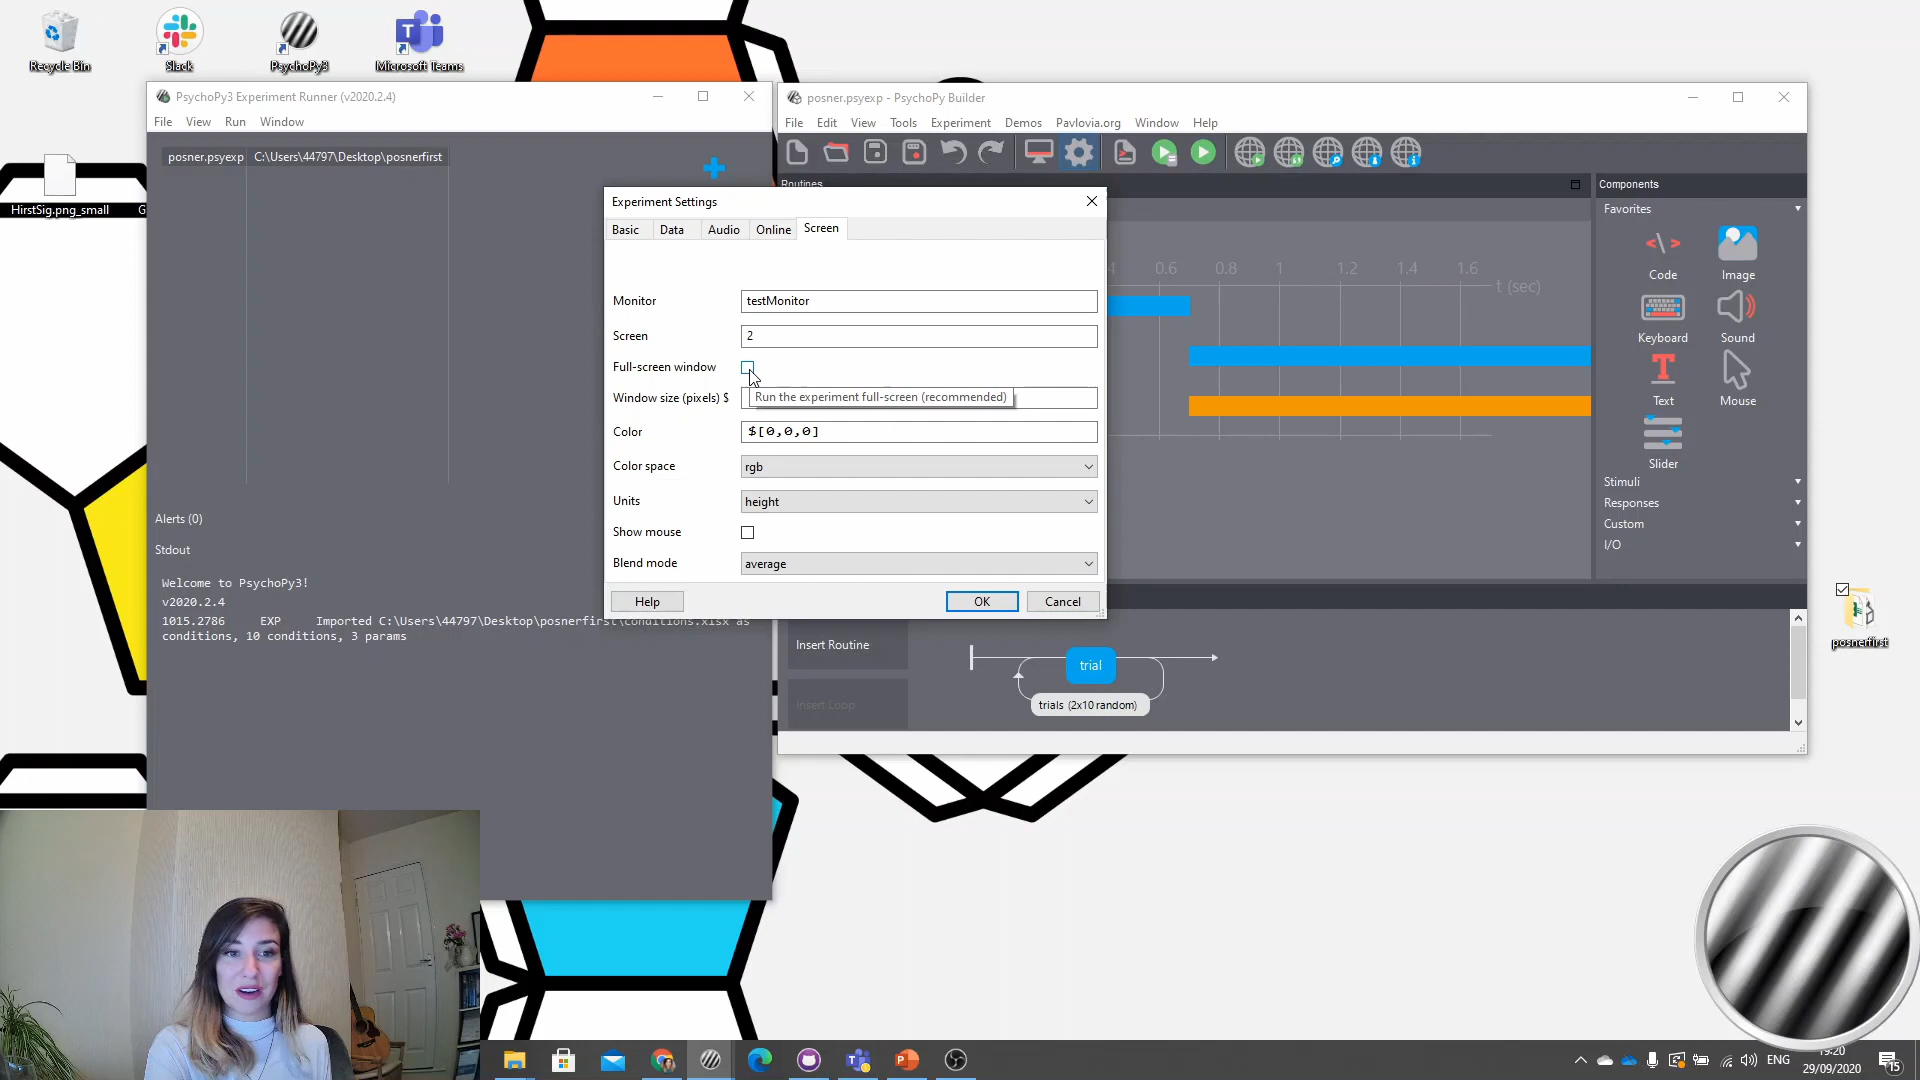 Recycle Bin
Slack
PsychoPy3
Microsoft Teams
HirstSig.png_small
G
PsychoPy3 Experiment Runner (v2020.2.4)
File View Run Window
posner.psyexp C:\Users\44797\Desktop\posnerfirst
Alerts (0)
Stdout
Welcome to PsychoPy3!
v2020.2.4
1015.2786 EXP Imported C:\Users\44797\Desktop\posnerfirst\conditions.xlsx as
conditions, 10 conditions, 3 params
posner.psyexp - PsychoPy Builder
File Edit View Tools Experiment Demos Pavlovia.org Window Help
Routines
4 0.6 0.8 1 1.2 1.4 1.6
t (sec)
Experiment Settings
Basic Data Audio Online Screen
Monitor testMonitor
Screen 2
Full-screen window
Run the experiment full-screen (recommended)
Window size (pixels) $
Color $[0,0,0]
Color space rgb
Units height
Show mouse
Blend mode average
Help OK Cancel
Components
Favorites
Code Image
Keyboard Sound
Text Mouse
Slider
Stimuli
Responses
Custom
I/O
Insert Routine
Insert Loop
trial
trials (2x10 random)
posnerfirst
ENG
19:20
29/09/2020
15